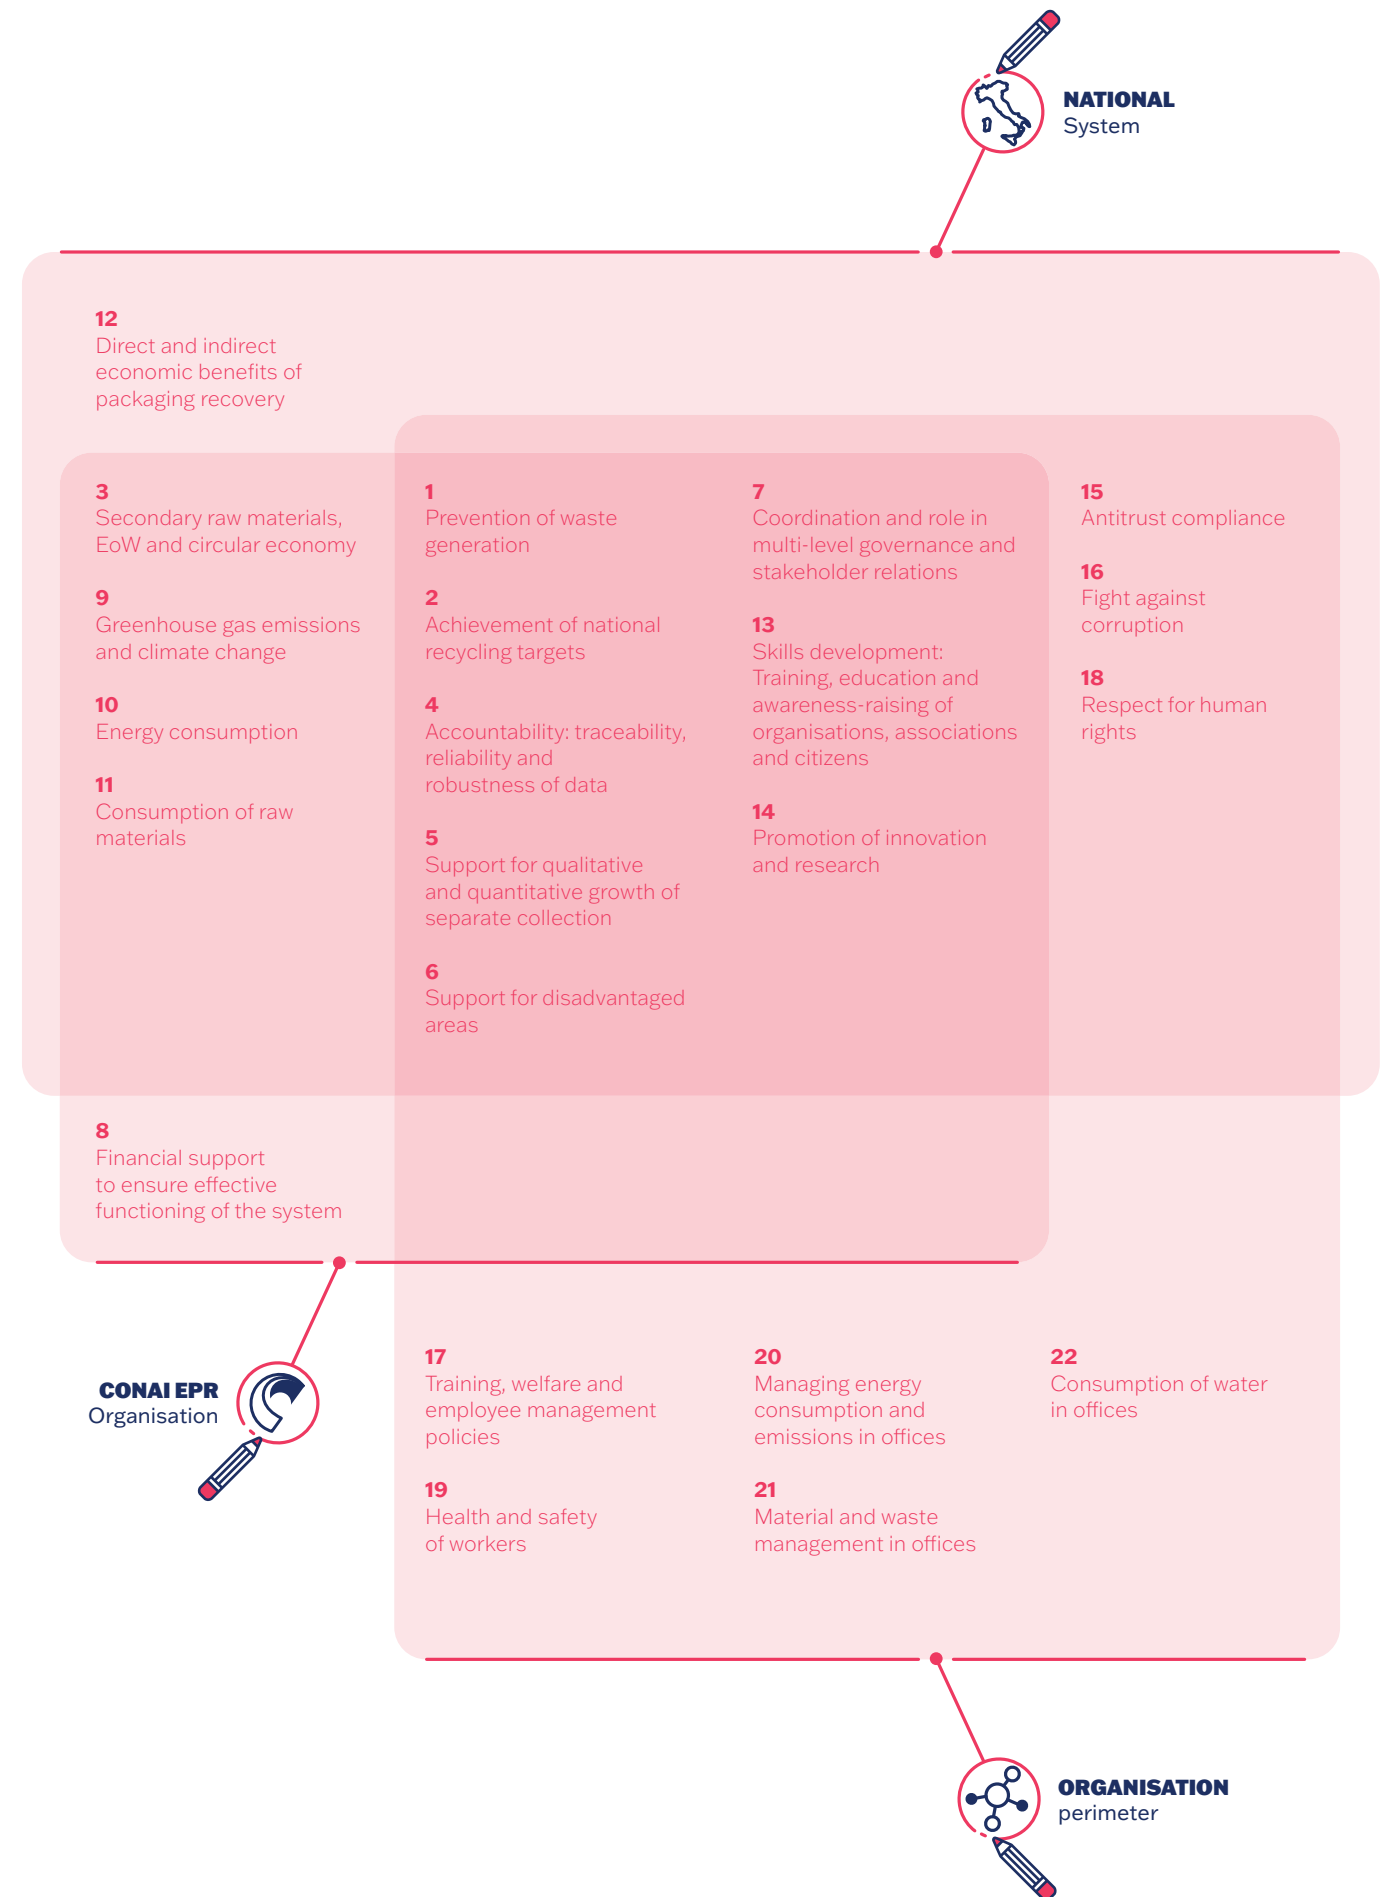 NATIONAL
System
12
Direct and indirect
economic benefits of
packaging recovery
3
Secondary raw materials,
EoW and circular economy
9
Greenhouse gas emissions
and climate change
10
Energy consumption
11
Consumption of raw
materials
1
Prevention of waste
generation
2
Achievement of national
recycling targets
4
Accountability: traceability,
reliability and
robustness of data
5
Support for qualitative
and quantitative growth of
separate collection
6
Support for disadvantaged
areas
7
Coordination and role in
multi-level governance and
stakeholder relations
13
Skills development:
Training, education and
awareness-raising of
organisations, associations
and citizens
14
Promotion of innovation
and research
15
Antitrust compliance
16
Fight against
corruption
18
Respect for human
rights
8
Financial support
to ensure effective
functioning of the system
CONAI EPR
Organisation
17
Training, welfare and
employee management
policies
19
Health and safety
of workers
20
Managing energy
consumption and
emissions in offices
21
Material and waste
management in offices
22
Consumption of water
in offices
ORGANISATION
perimeter